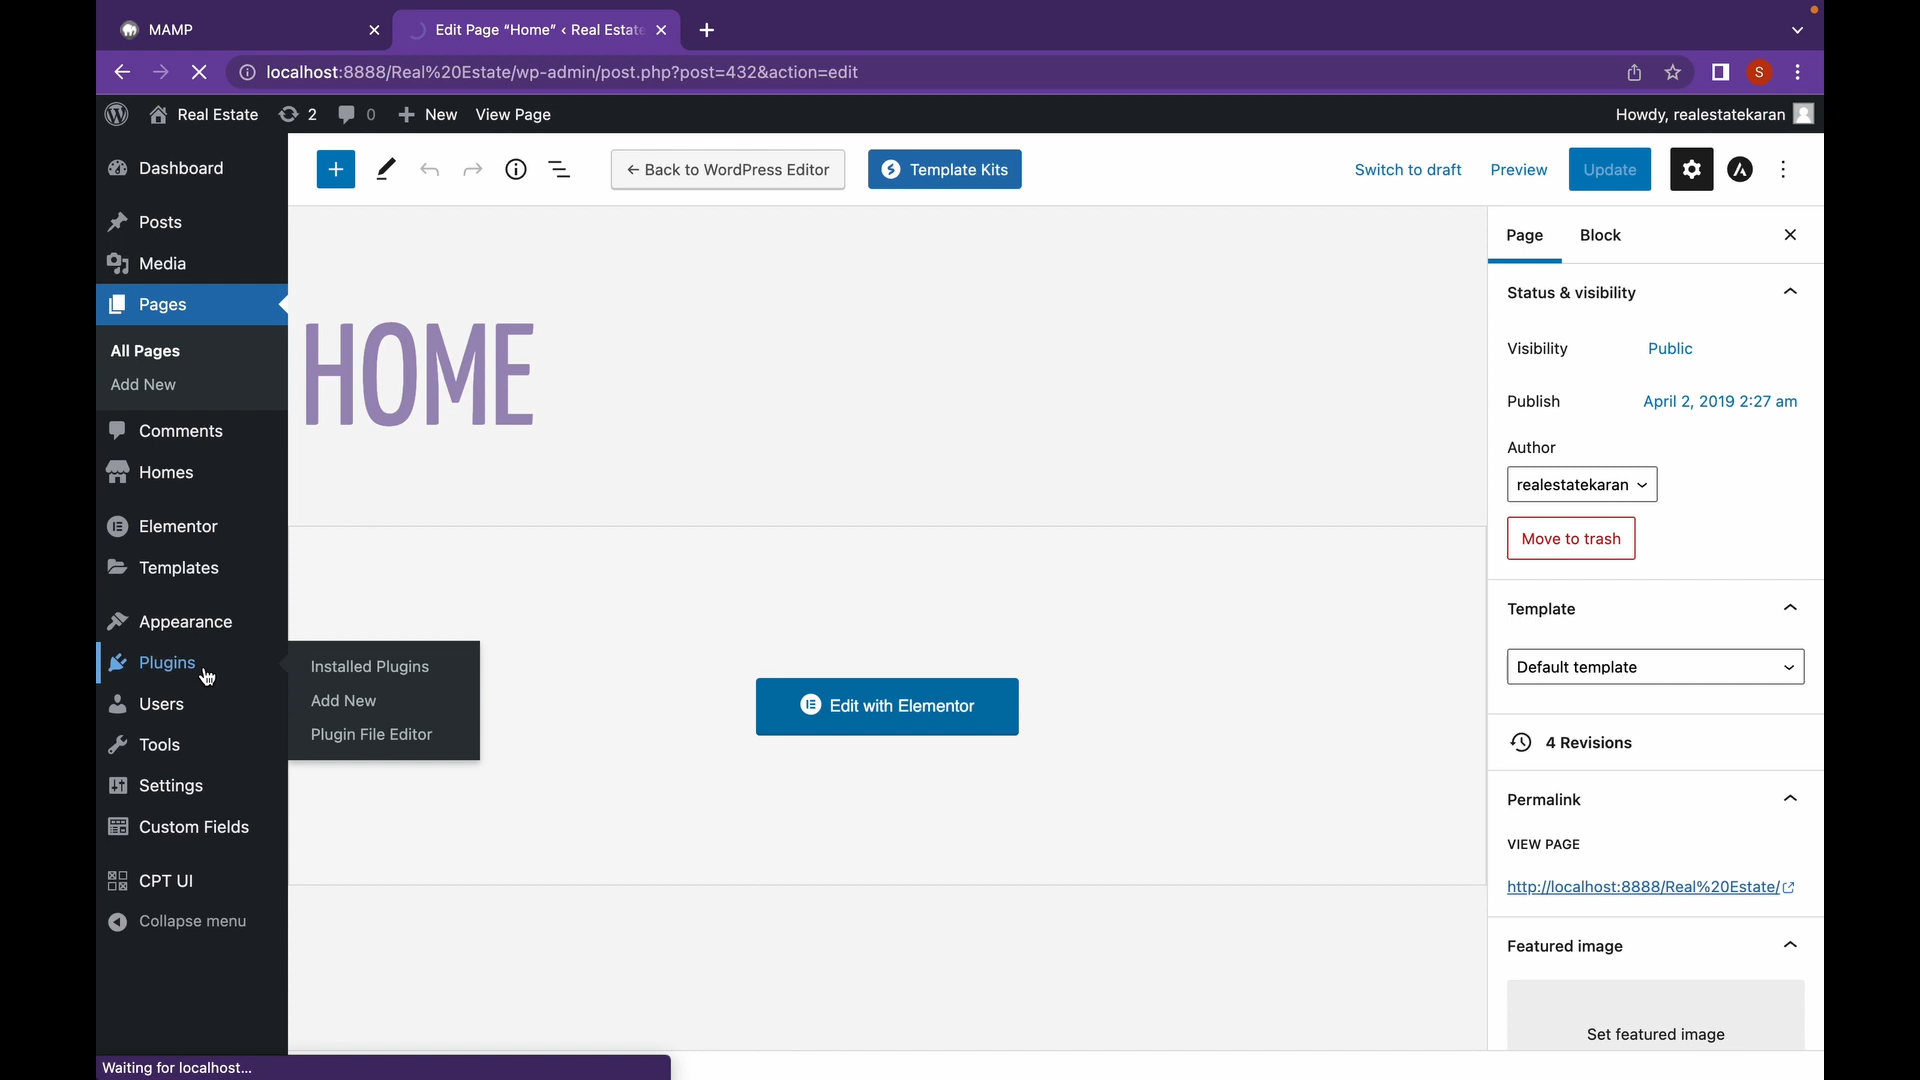 MAMP
Edit Page “Home” ‹ Real Estate
localhost:8888/Real%20Estate/wp-admin/post.php?post=432&action=edit
S
Real Estate 2 0 New View Page
Howdy, realestatekaran
Dashboard
Posts
Media
Pages
All Pages
Add New
Comments
Homes
Elementor
Templates
Appearance
Plugins
Users
Tools
Settings
Custom Fields
CPT UI
Collapse menu
Installed Plugins
Add New
Plugin File Editor
← Back to WordPress Editor
Template Kits
Switch to draft
Preview
Update
HOME
Edit with Elementor
Page
Block
Status & visibility
Visibility Public
Publish April 2, 2019 2:27 am
Author
realestatekaran
Move to trash
Template
Default template
4 Revisions
Permalink
VIEW PAGE
http://localhost:8888/Real%20Estate/
Featured image
Set featured image
Waiting for localhost...